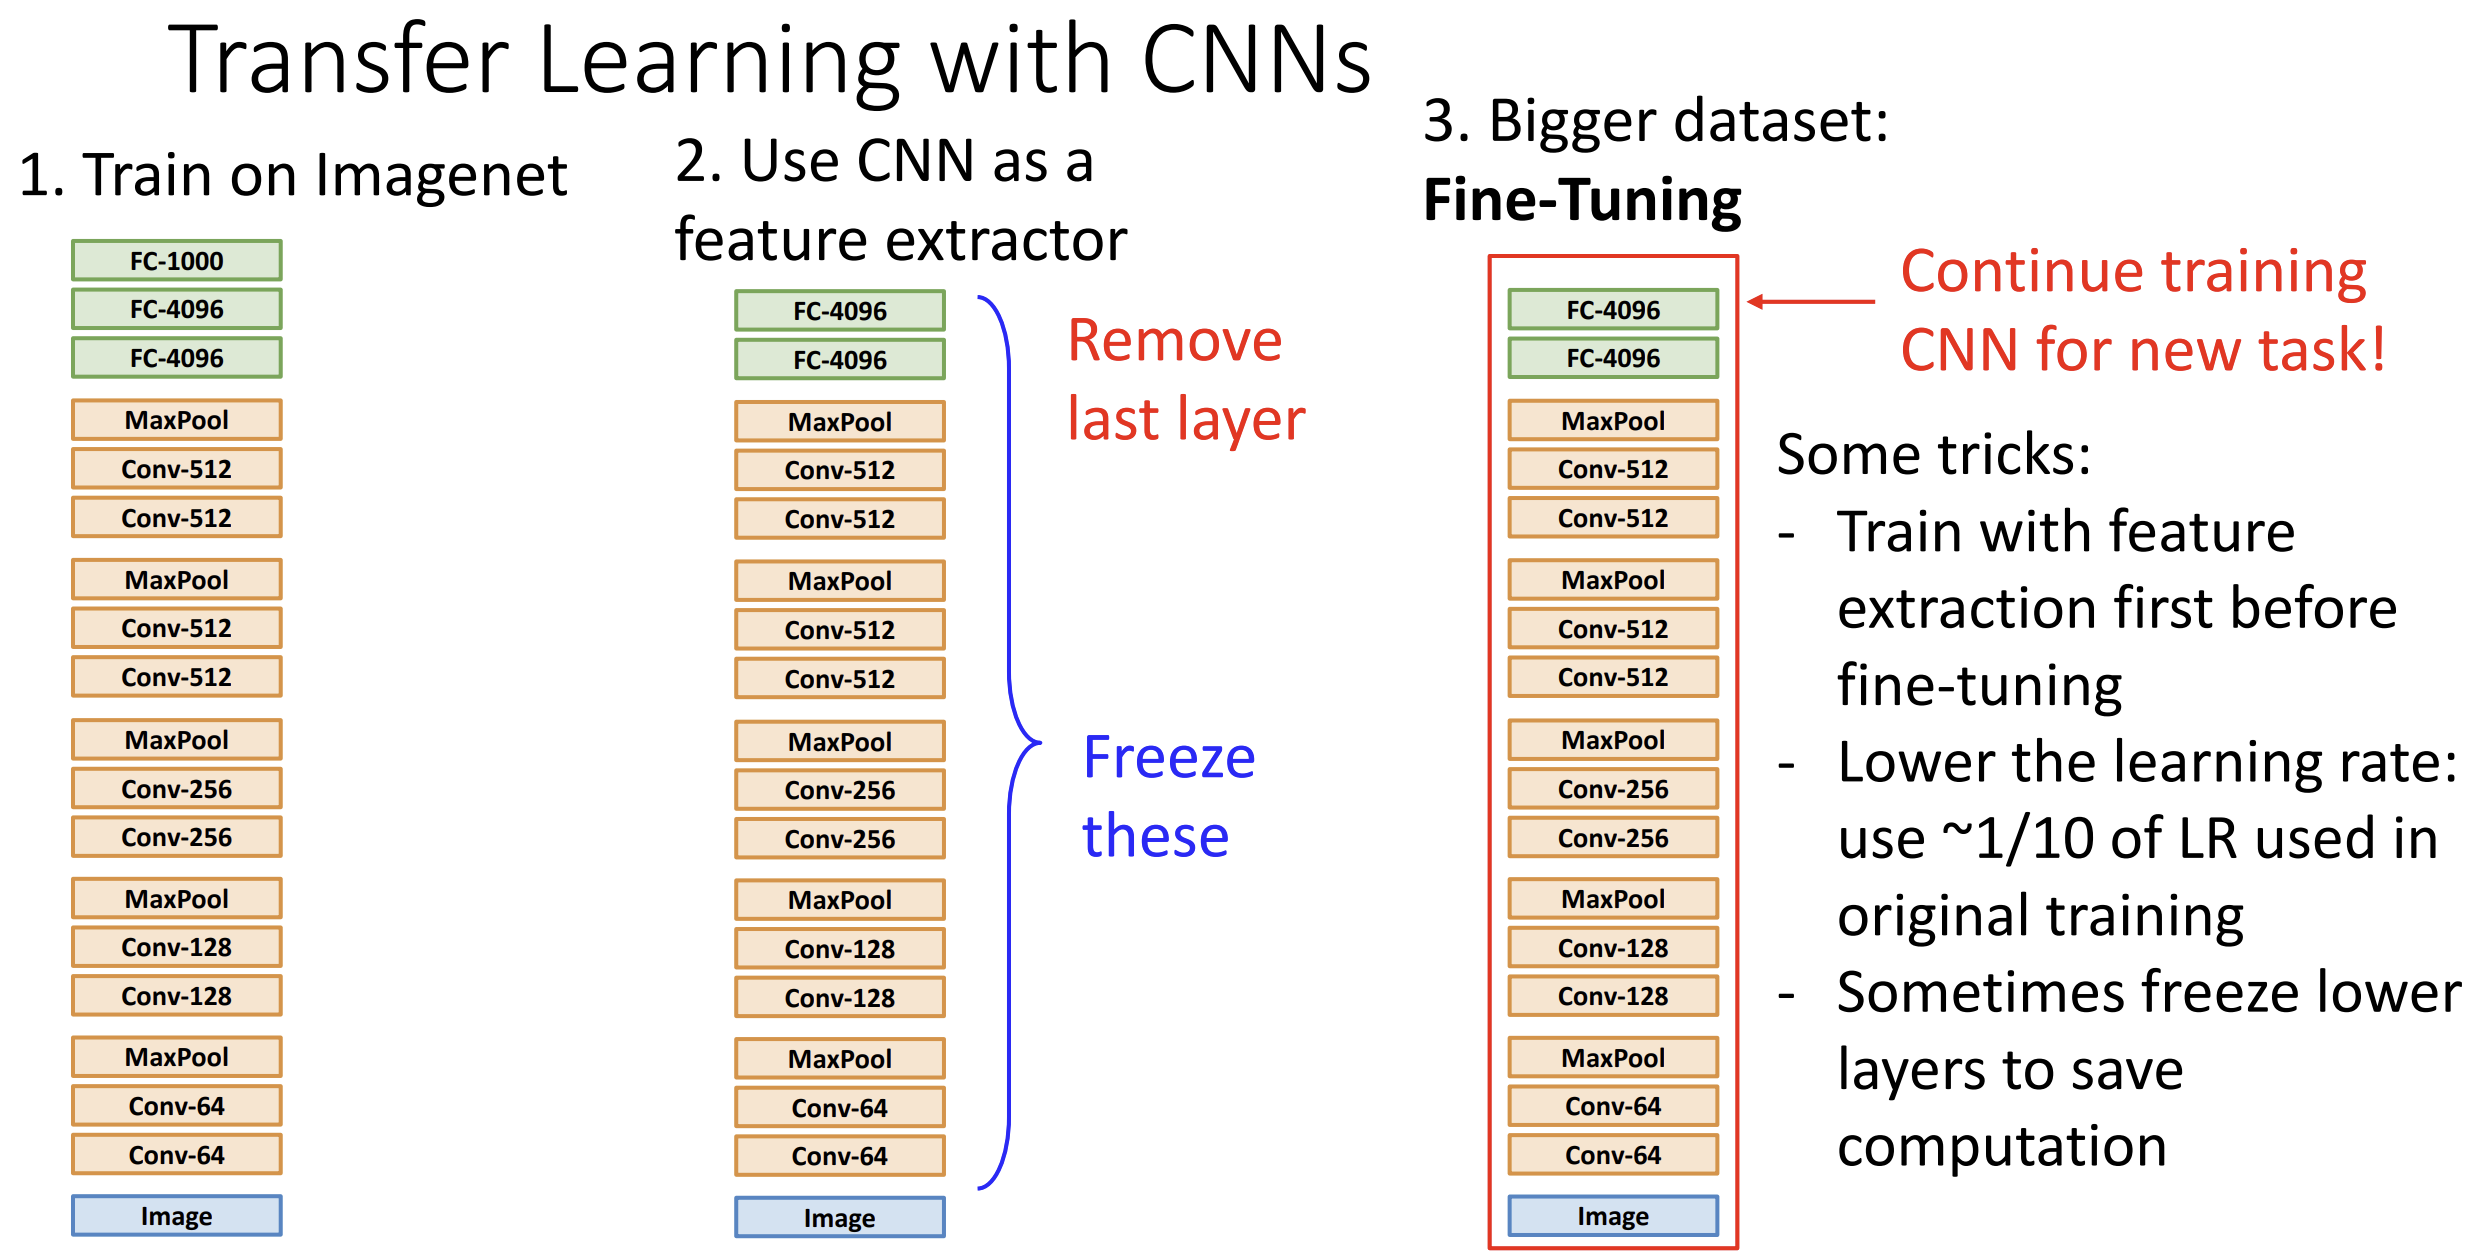 Transfer Learning with CNNs
1. Train on Imagenet
FC-1000
FC-4096
FC-4096
MaxPool
Conv-512
Conv-512
MaxPool
Conv-512
Conv-512
MaxPool
Conv-256
Conv-256
MaxPool
Conv-128
Conv-128
MaxPool
Conv-64
Conv-64
Image
2. Use CNN as a
feature extractor
FC-4096
FC-4096
MaxPool
Conv-512
Conv-512
MaxPool
Conv-512
Conv-512
MaxPool
Conv-256
Conv-256
MaxPool
Conv-128
Conv-128
MaxPool
Conv-64
Conv-64
Image
Remove
last layer
Freeze
these
3. Bigger dataset:
Fine-Tuning
FC-4096
FC-4096
MaxPool
Conv-512
Conv-512
MaxPool
Conv-512
Conv-512
MaxPool
Conv-256
Conv-256
MaxPool
Conv-128
Conv-128
MaxPool
Conv-64
Conv-64
Image
Continue training
CNN for new task!
Some tricks:
- Train with feature
extraction first before
fine-tuning
- Lower the learning rate:
use ~1/10 of LR used in
original training
- Sometimes freeze lower
layers to save
computation